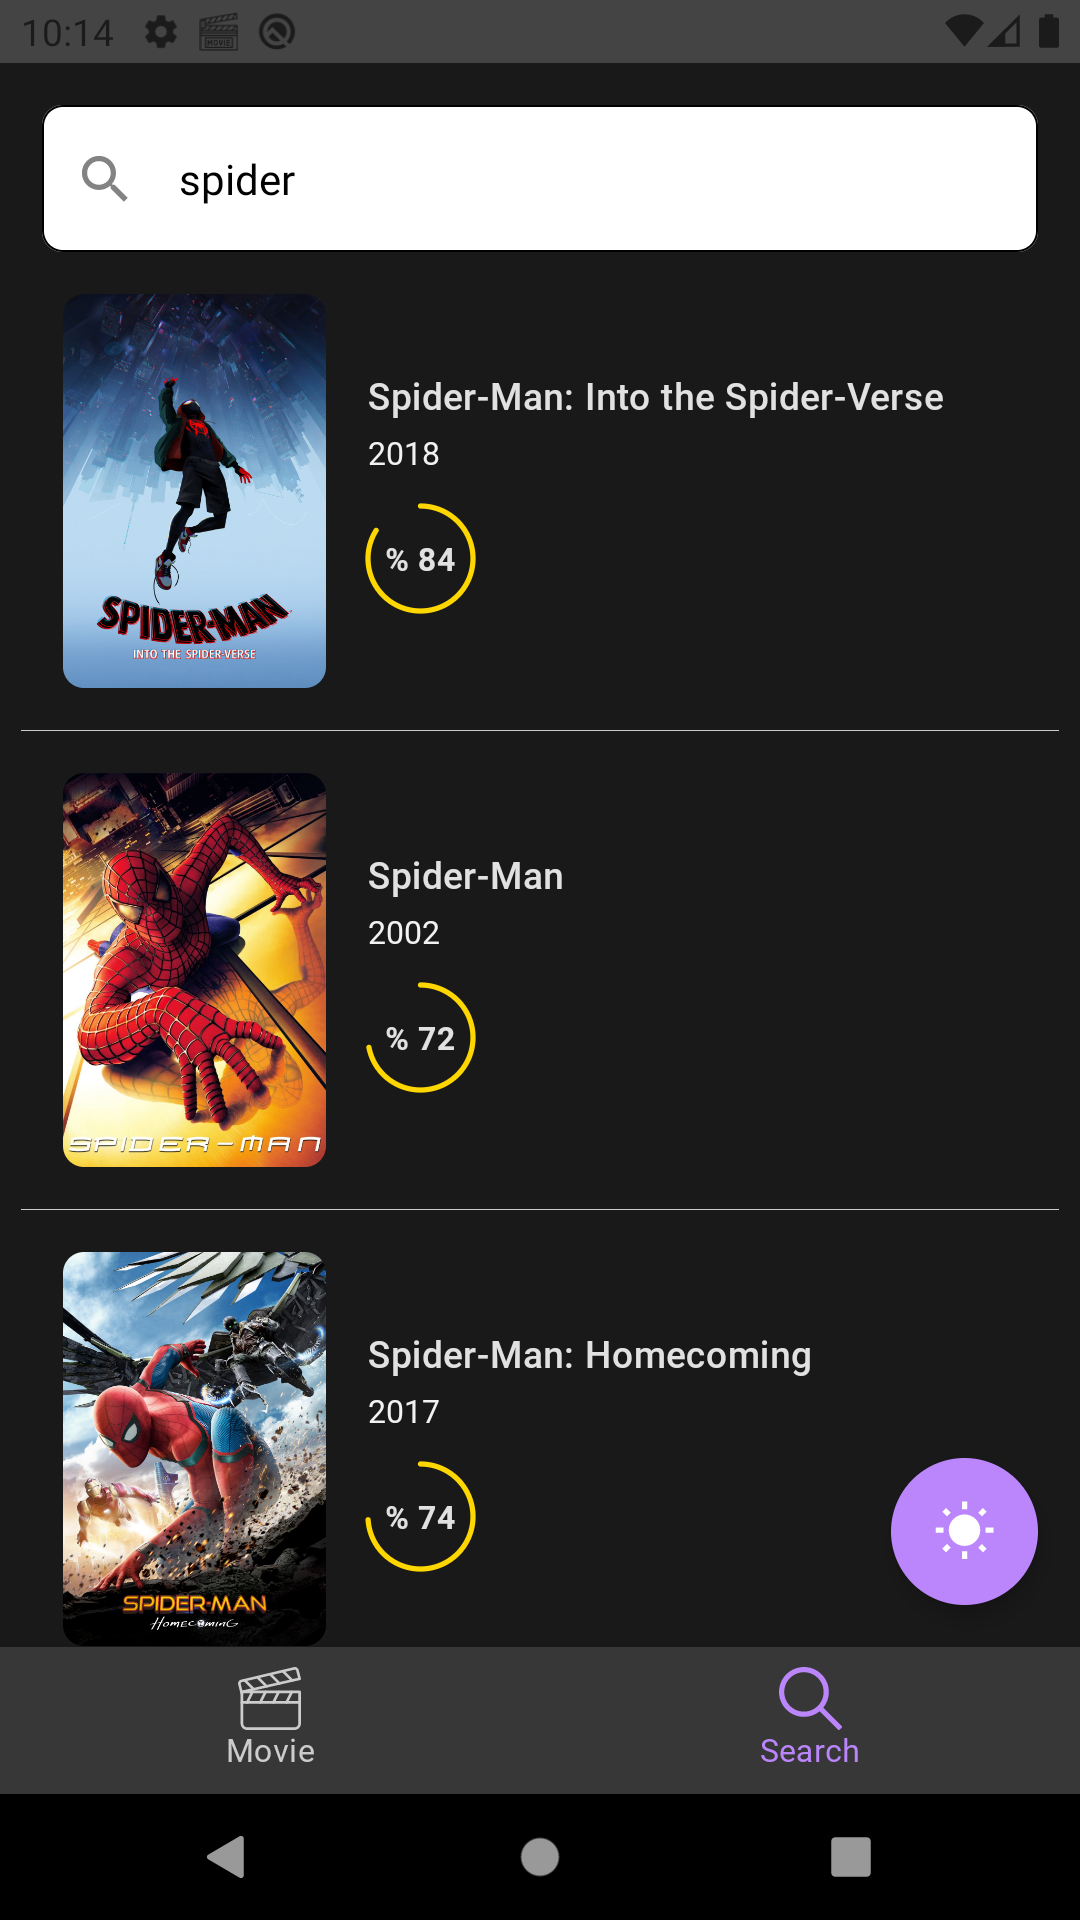 10:14
MOVIE
spider
SPIDER-MAN
INTO THE SPIDER-VERSE
Spider-Man: Into the Spider-Verse
2018
% 84
SPIDER-MAN
Spider-Man
2002
% 72
SPIDER-MAN
HOMECOMING
Spider-Man: Homecoming
2017
% 74
Movie
Search